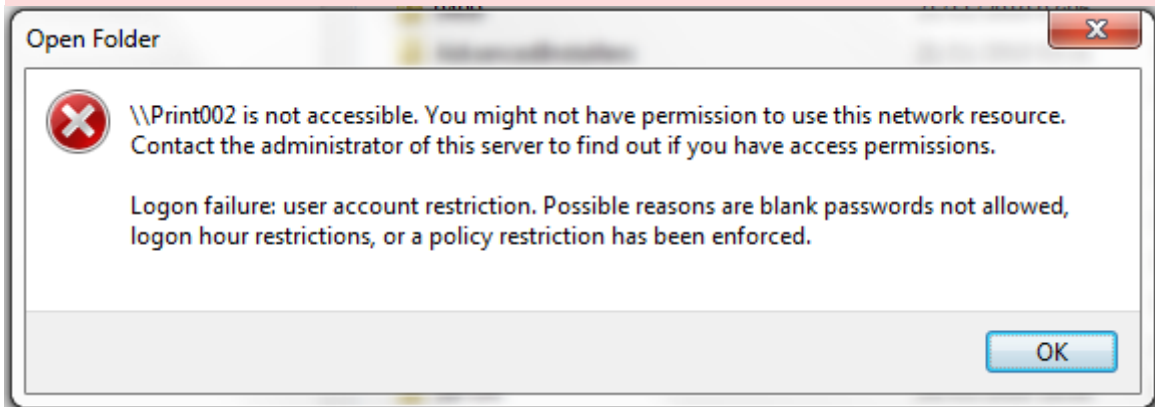 Open Folder
\\Print002 is not accessible. You might not have permission to use this network resource.
Contact the administrator of this server to find out if you have access permissions.
Logon failure: user account restriction. Possible reasons are blank passwords not allowed,
logon hour restrictions, or a policy restriction has been enforced.
OK